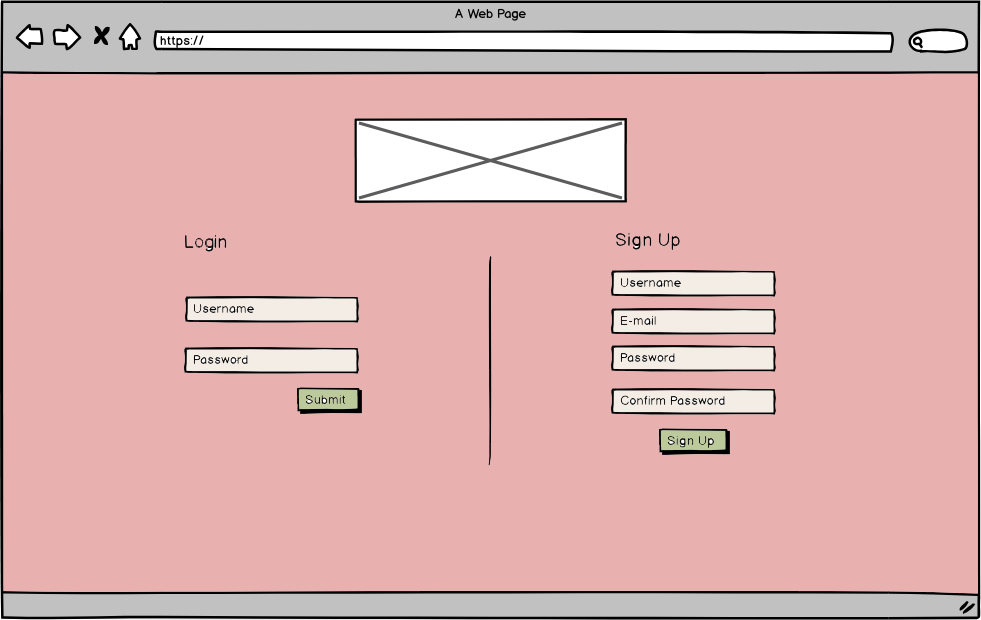 A Web Page
https://
Login
Username
Password
Submit
Sign Up
Username
E-mail
Password
Confirm Password
Sign Up